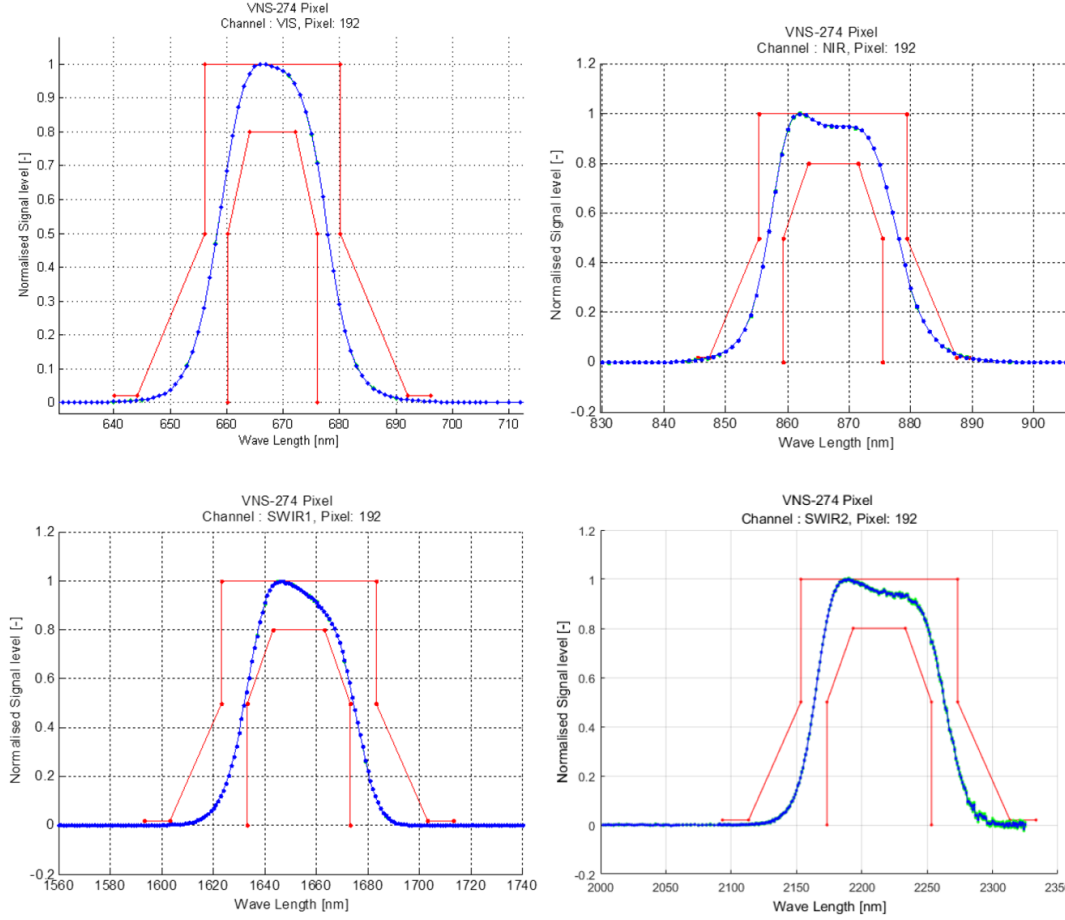 VNS-274 Pixel
Channel : VIS, Pixel: 192
1
0.9
0.8
0.7
0.6
0.5
0.4
0.3
0.2
0.1
0
Normalised Signal level [-]
640 650 660 670 680 690 700 710
Wave Length [nm]
VNS-274 Pixel
Channel : NIR, Pixel: 192
1.2
1
0.8
0.6
0.4
0.2
0
-0.2
Normalised Signal level [-]
830 840 850 860 870 880 890 900
Wave Length [nm]
VNS-274 Pixel
Channel : SWIR1, Pixel: 192
1.2
1
0.8
0.6
0.4
0.2
0
-0.2
Normalised Signal level [-]
1560 1580 1600 1620 1640 1660 1680 1700 1720 1740
Wave Length [nm]
VNS-274 Pixel
Channel : SWIR2, Pixel: 192
1.2
1
0.8
0.6
0.4
0.2
0
-0.2
Normalised Signal level [-]
2000 2050 2100 2150 2200 2250 2300 235
Wave Length [nm]